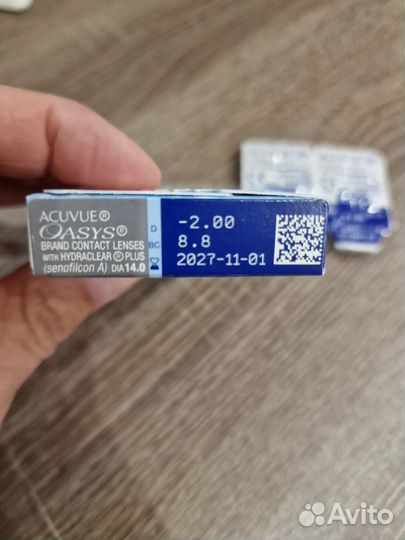 ACUVUE®
OASYS®
BRAND CONTACT LENSES
WITH HYDRACLEAR® PLUS
(senofilcon A) DIA 14.0
D -2.00
BC 8.8
2027-11-01
Avito